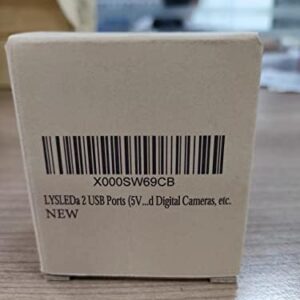 X000SW69CB
LYSLEDa 2 USB Ports (5V...d Digital Cameras, etc.
NEW